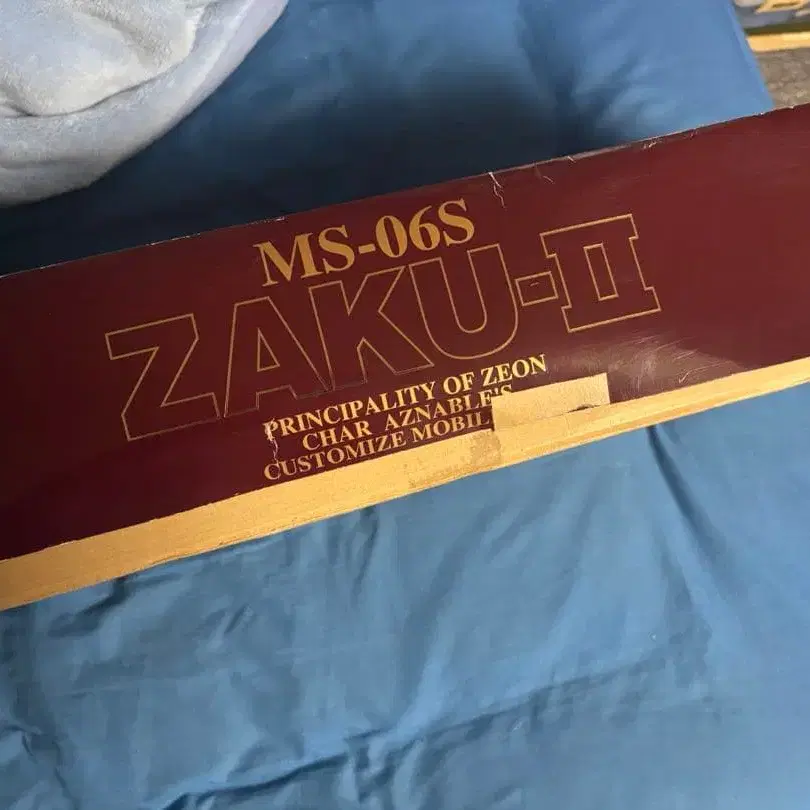 MS-06S
ZAKU-II
PRINCIPALITY OF ZEON
CHAR AZNABLE'S
CUSTOMIZE MOBIL